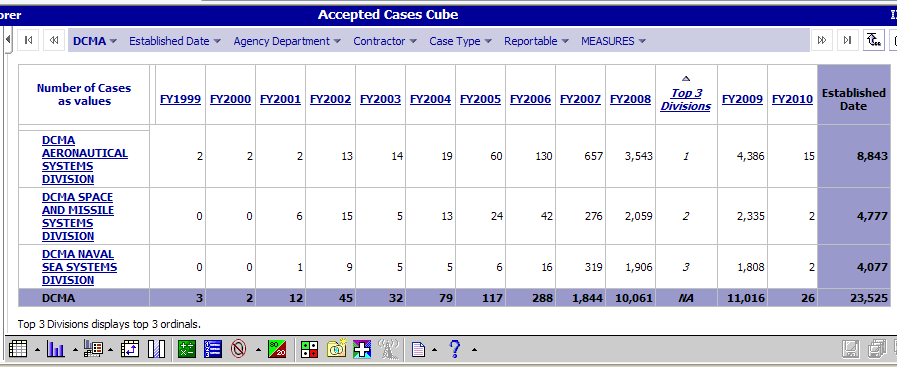 orer Accepted Cases Cube
DCMA Established Date Agency Department Contractor Case Type Reportable MEASURES
Number of Cases as values FY1999 FY2000 FY2001 FY2002 FY2003 FY2004 FY2005 FY2006 FY2007 FY2008 Top 3 Divisions FY2009 FY2010 Established Date
DCMA AERONAUTICAL SYSTEMS DIVISION 2 2 2 13 14 19 60 130 657 3,543 1 4,386 15 8,843
DCMA SPACE AND MISSILE SYSTEMS DIVISION 0 0 6 15 5 13 24 42 276 2,059 2 2,335 2 4,777
DCMA NAVAL SEA SYSTEMS DIVISION 0 0 1 9 5 5 6 16 319 1,906 3 1,808 2 4,077
DCMA 3 2 12 45 32 79 117 288 1,844 10,061 NA 11,016 26 23,525
Top 3 Divisions displays top 3 ordinals.
80/20 ?